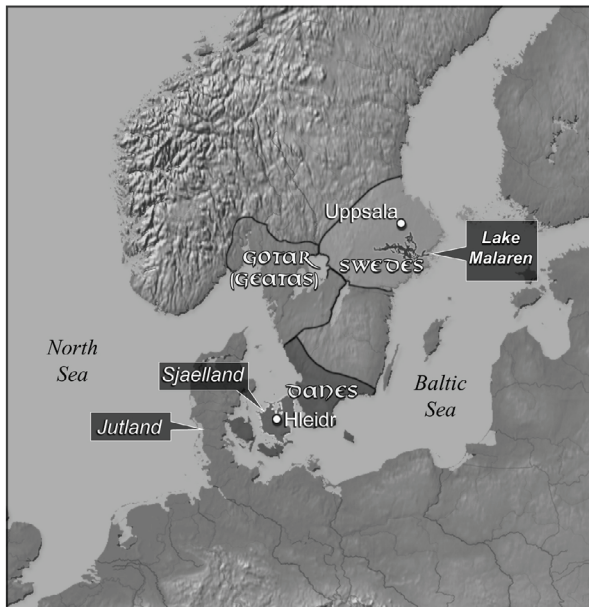 Uppsala
Lake
Malaren
GOTAR
(GEATAS)
SWEDES
North
Sea
Sjaelland
DANES
Baltic
Sea
Jutland
Hleidr